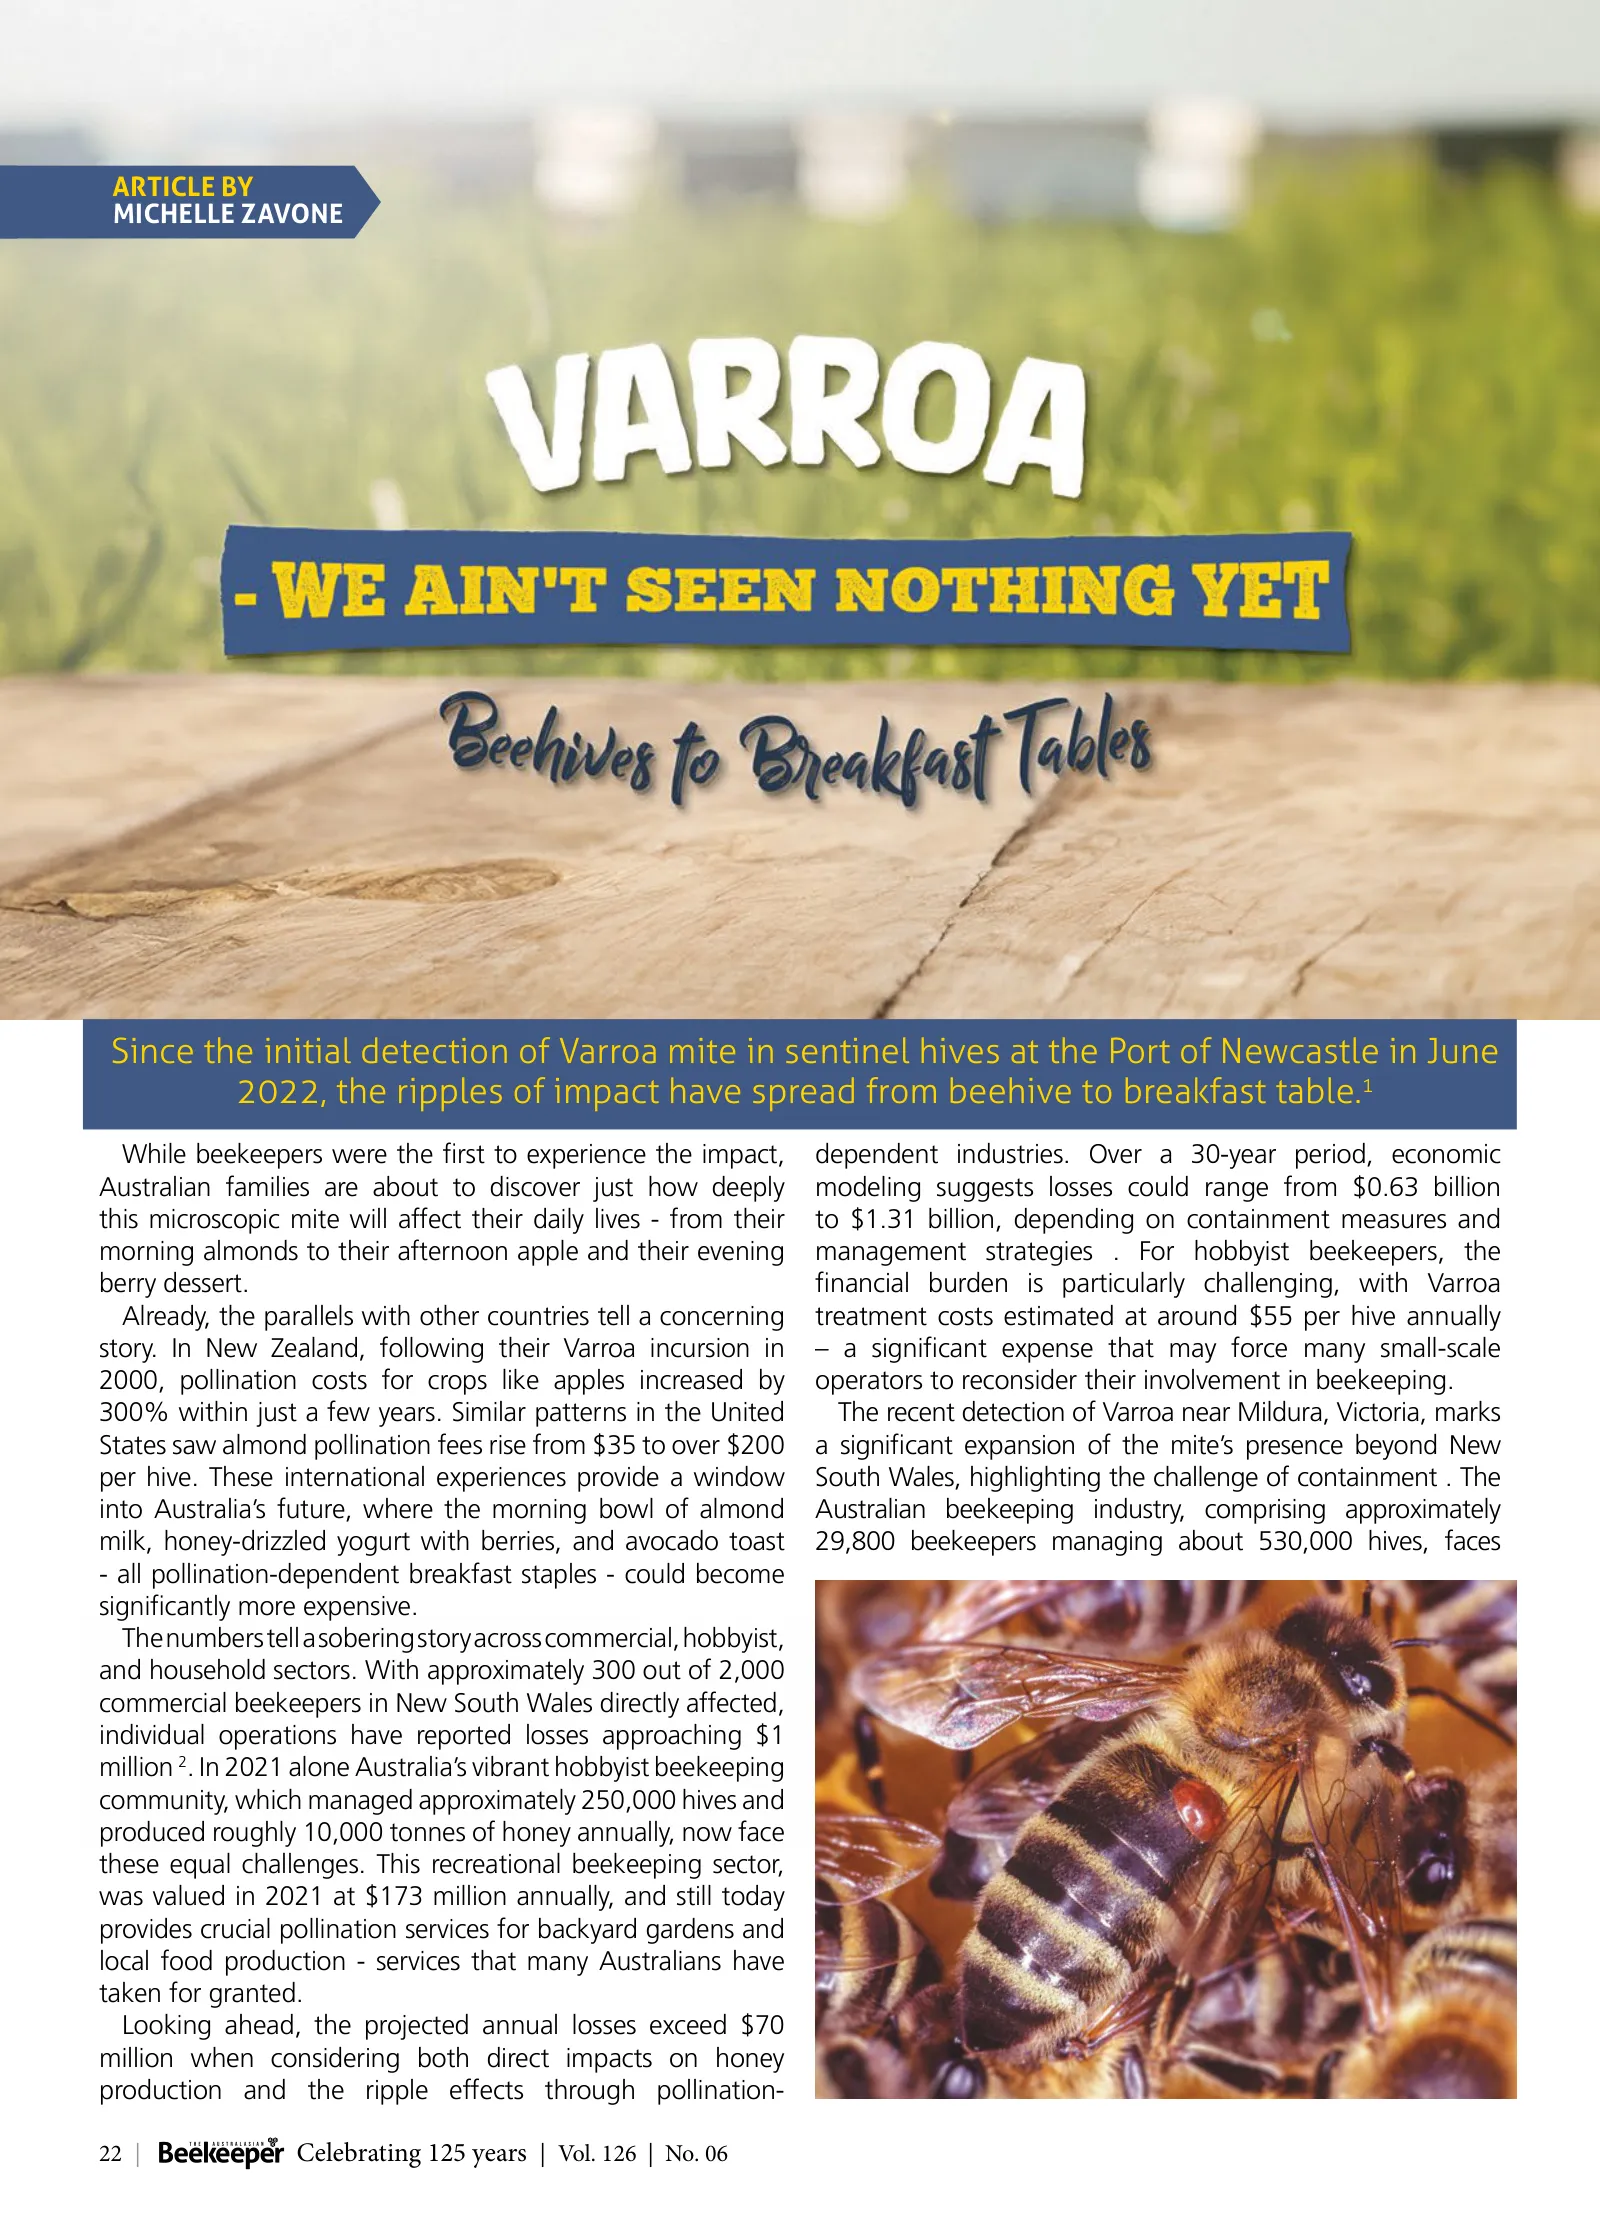 ARTICLE BY
MICHELLE ZAVONE
VARROA
- WE AIN'T SEEN NOTHING YET
Beehives to Breakfast Tables
Since the initial detection of Varroa mite in sentinel hives at the Port of Newcastle in June
2022, the ripples of impact have spread from beehive to breakfast table.¹
While beekeepers were the first to experience the impact,
Australian families are about to discover just how deeply
this microscopic mite will affect their daily lives - from their
morning almonds to their afternoon apple and their evening
berry dessert.
Already, the parallels with other countries tell a concerning
story. In New Zealand, following their Varroa incursion in
2000, pollination costs for crops like apples increased by
300% within just a few years. Similar patterns in the United
States saw almond pollination fees rise from $35 to over $200
per hive. These international experiences provide a window
into Australia’s future, where the morning bowl of almond
milk, honey-drizzled yogurt with berries, and avocado toast
- all pollination-dependent breakfast staples - could become
significantly more expensive.
The numbers tell a sobering story across commercial, hobbyist,
and household sectors. With approximately 300 out of 2,000
commercial beekeepers in New South Wales directly affected,
individual operations have reported losses approaching $1
million ². In 2021 alone Australia’s vibrant hobbyist beekeeping
community, which managed approximately 250,000 hives and
produced roughly 10,000 tonnes of honey annually, now face
these equal challenges. This recreational beekeeping sector,
was valued in 2021 at $173 million annually, and still today
provides crucial pollination services for backyard gardens and
local food production - services that many Australians have
taken for granted.
Looking ahead, the projected annual losses exceed $70
million when considering both direct impacts on honey
production and the ripple effects through pollination-
dependent industries. Over a 30-year period, economic
modeling suggests losses could range from $0.63 billion
to $1.31 billion, depending on containment measures and
management strategies . For hobbyist beekeepers, the
financial burden is particularly challenging, with Varroa
treatment costs estimated at around $55 per hive annually
– a significant expense that may force many small-scale
operators to reconsider their involvement in beekeeping.
The recent detection of Varroa near Mildura, Victoria, marks
a significant expansion of the mite’s presence beyond New
South Wales, highlighting the challenge of containment . The
Australian beekeeping industry, comprising approximately
29,800 beekeepers managing about 530,000 hives, faces
22 | THE AUSTRALASIAN Beekeeper Celebrating 125 years | Vol. 126 | No. 06